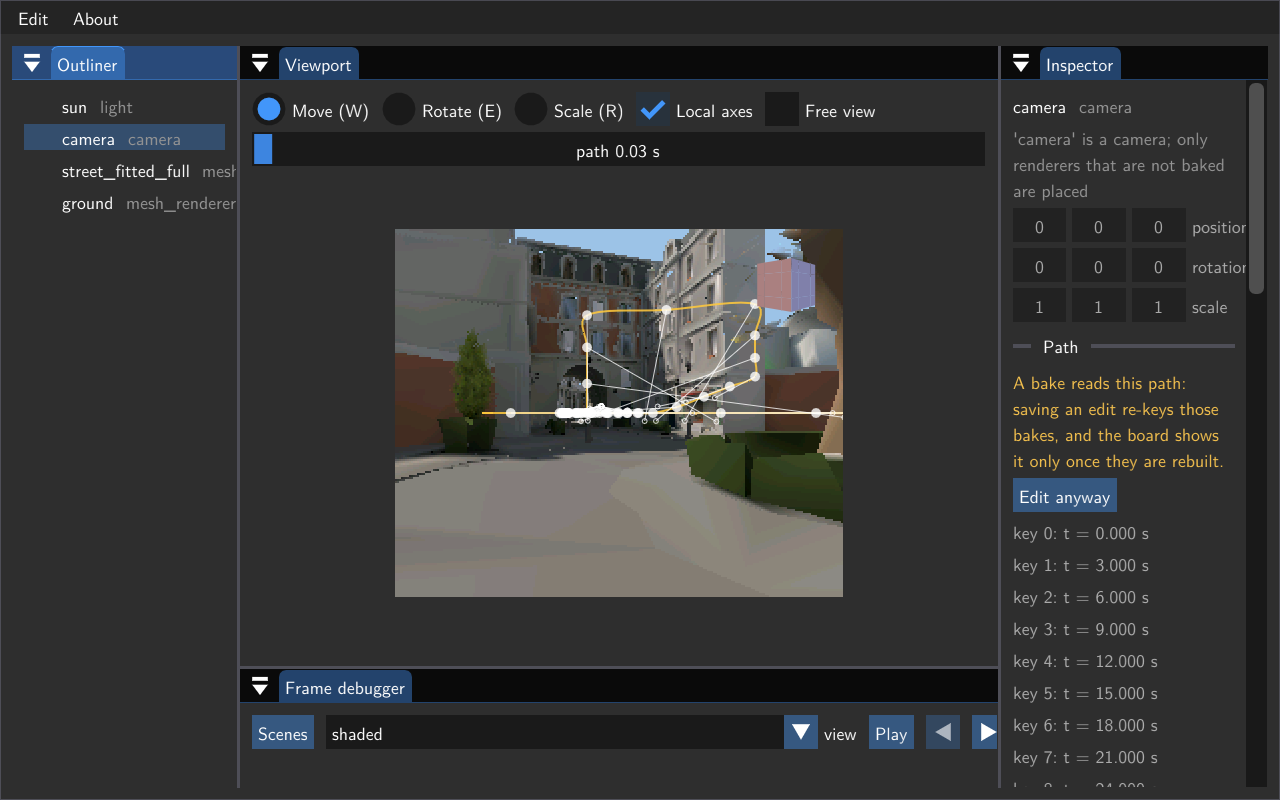 Edit About
Outliner
sun light
camera camera
street_fitted_full mesh
ground mesh_renderer
Viewport
Move (W) Rotate (E) Scale (R) Local axes Free view
path 0.03 s
Frame debugger
Scenes shaded view Play
Inspector
camera camera
'camera' is a camera; only
renderers that are not baked
are placed
0 0 0 position
0 0 0 rotation
1 1 1 scale
Path
A bake reads this path:
saving an edit re-keys those
bakes, and the board shows
it only once they are rebuilt.
Edit anyway
key 0: t = 0.000 s
key 1: t = 3.000 s
key 2: t = 6.000 s
key 3: t = 9.000 s
key 4: t = 12.000 s
key 5: t = 15.000 s
key 6: t = 18.000 s
key 7: t = 21.000 s
key 8: t = 24.000 s